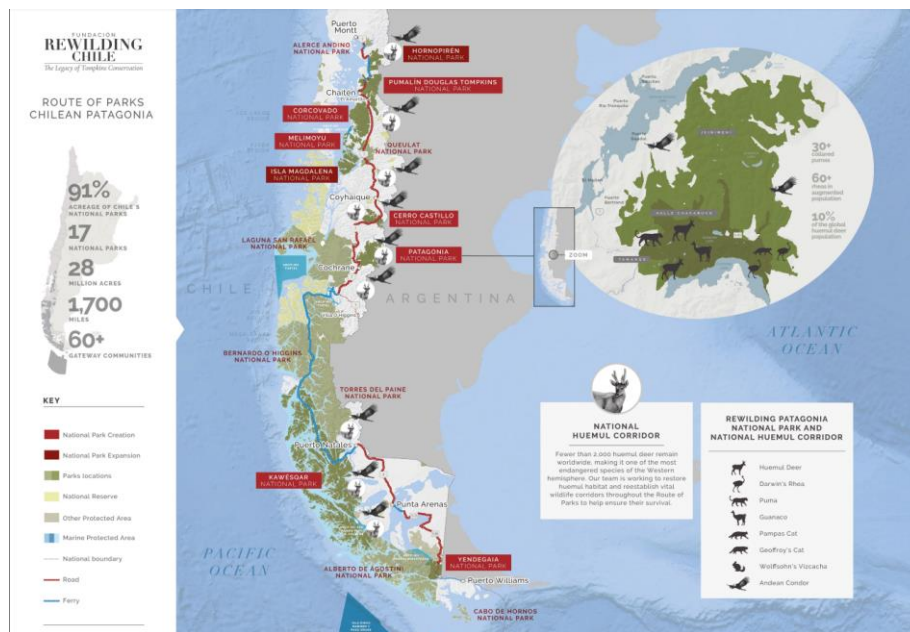 FUNDACIÓN
REWILDING
CHILE
The Legacy of Tompkins Conservation
ROUTE OF PARKS
CHILEAN PATAGONIA
91%
ACREAGE OF CHILE'S
NATIONAL PARKS
17
NATIONAL PARKS
28
MILLION ACRES
1,700
MILES
60+
GATEWAY COMMUNITIES
KEY
National Park Creation
National Park Expansion
Parks locations
National Reserve
Other Protected Area
Marine Protected Area
National boundary
Road
Ferry
Puerto
Montt
ALERCE ANDINO
NATIONAL PARK
HORNOPIRÉN
NATIONAL PARK
PUMALÍN DOUGLAS TOMPKINS
NATIONAL PARK
Chaitén
CORCOVADO
NATIONAL PARK
MELIMOYU
NATIONAL PARK
QUEULAT
NATIONAL PARK
ISLA MAGDALENA
NATIONAL PARK
Coyhaique
CERRO CASTILLO
NATIONAL PARK
LAGUNA SAN RAFAEL
NATIONAL PARK
PATAGONIA
NATIONAL PARK
Cochrane
CHILE
ARGENTINA
BERNARDO O'HIGGINS
NATIONAL PARK
TORRES DEL PAINE
NATIONAL PARK
Puerto Natales
KAWÉSQAR
NATIONAL PARK
Punta Arenas
YENDEGAIA
NATIONAL PARK
ALBERTO DE AGOSTINI
NATIONAL PARK
Puerto Williams
CABO DE HORNOS
NATIONAL PARK
PACIFIC
OCEAN
ATLANTIC
OCEAN
ZOOM
30+
collared
pumas
60+
rheas in
augmented
population
10%
of the global
huemul deer
population
NATIONAL
HUEMUL CORRIDOR
Fewer than 2,000 huemul deer remain
worldwide, making it one of the most
endangered species of the Western
hemisphere. Our team is working to restore
huemul habitat and reestablish vital
wildlife corridors throughout the Route of
Parks to help ensure their survival.
REWILDING PATAGONIA
NATIONAL PARK AND
NATIONAL HUEMUL CORRIDOR
Huemul Deer
Darwin's Rhea
Puma
Guanaco
Pampas Cat
Geoffroy's Cat
Wolffsohn's Vizcacha
Andean Condor